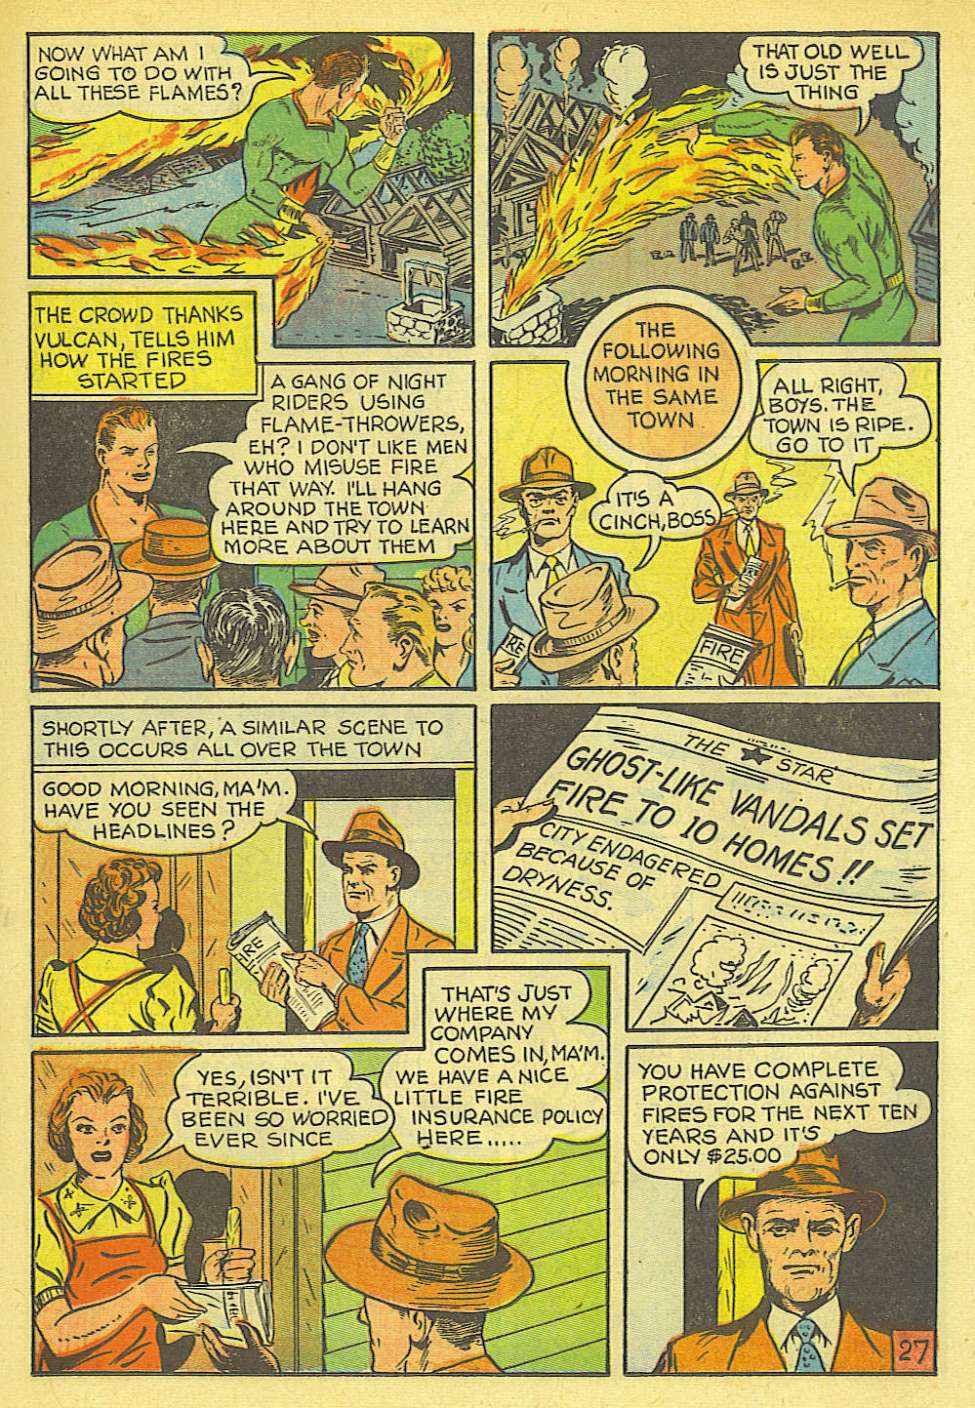 NOW WHAT AM I
GOING TO DO WITH
ALL THESE FLAMES?
THAT OLD WELL
IS JUST THE
THING
THE CROWD THANKS
VULCAN, TELLS HIM
HOW THE FIRES
STARTED
A GANG OF NIGHT
RIDERS USING
FLAME-THROWERS,
EH? I DON'T LIKE MEN
WHO MISUSE FIRE
THAT WAY. I'LL HANG
AROUND THE TOWN
HERE AND TRY TO LEARN
MORE ABOUT THEM
THE
FOLLOWING
MORNING IN
THE SAME
TOWN
ALL RIGHT,
BOYS. THE
TOWN IS RIPE.
GO TO IT
IT'S A
CINCH, BOSS
FIRE
RE
FIRE
SHORTLY AFTER, A SIMILAR SCENE TO
THIS OCCURS ALL OVER THE TOWN
GOOD MORNING, MA'M.
HAVE YOU SEEN THE
HEADLINES?
FIRE
THE STAR
GHOST-LIKE VANDALS SET
FIRE TO 10 HOMES!!
CITY ENDAGERED
BECAUSE OF
DRYNESS.
YES, ISN'T IT
TERRIBLE. I'VE
BEEN SO WORRIED
EVER SINCE
THAT'S JUST
WHERE MY
COMPANY
COMES IN, MA'M.
WE HAVE A NICE
LITTLE FIRE
INSURANCE POLICY
HERE.....
YOU HAVE COMPLETE
PROTECTION AGAINST
FIRES FOR THE NEXT TEN
YEARS AND IT'S
ONLY $25.00
27